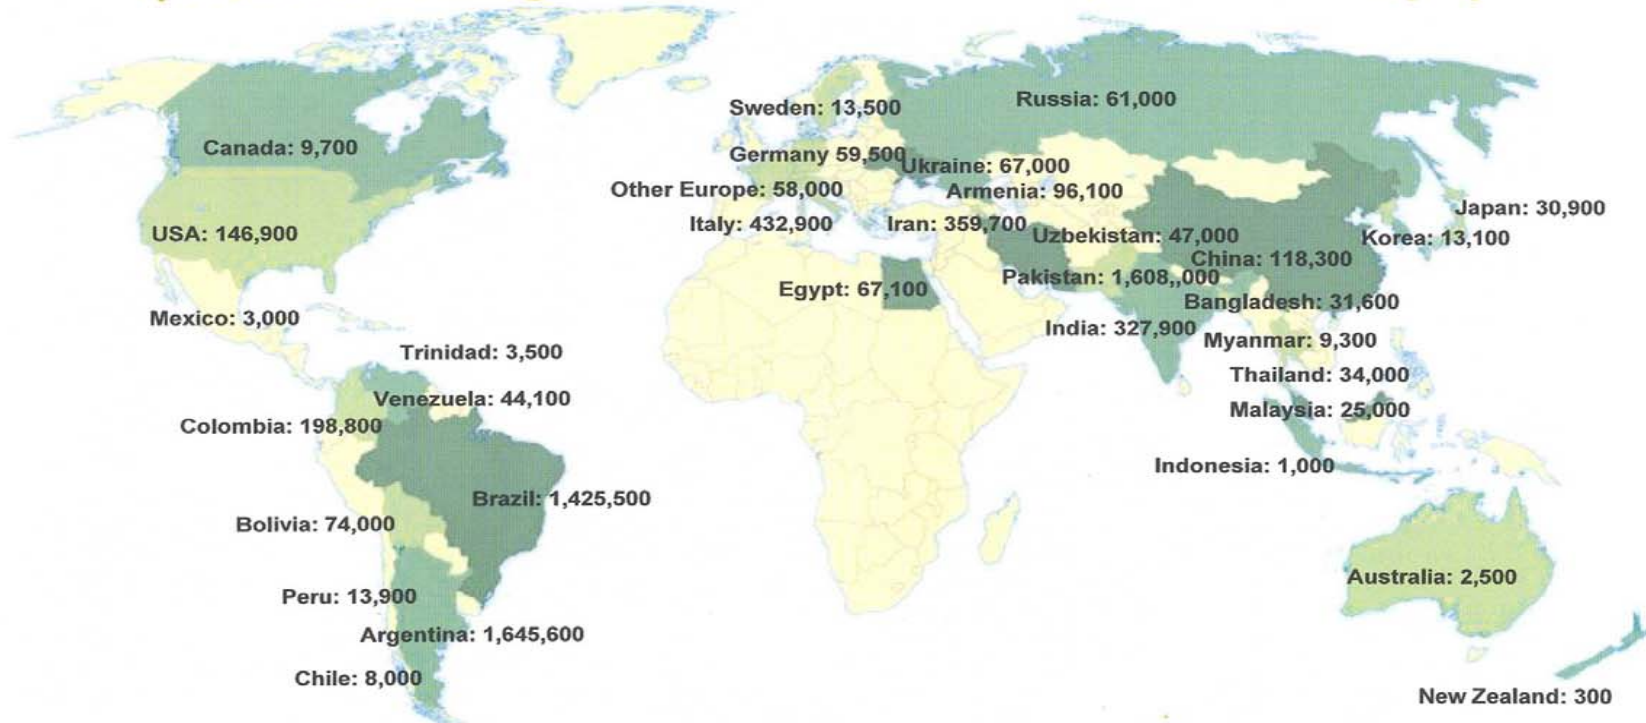 Sweden: 13,500
Russia: 61,000
Canada: 9,700
Germany 59,500
Ukraine: 67,000
Other Europe: 58,000
Armenia: 96,100
Japan: 30,900
USA: 146,900
Italy: 432,900
Iran: 359,700
Uzbekistan: 47,000
Korea: 13,100
China: 118,300
Pakistan: 1,608,,000
Egypt: 67,100
Bangladesh: 31,600
Mexico: 3,000
India: 327,900
Myanmar: 9,300
Trinidad: 3,500
Thailand: 34,000
Venezuela: 44,100
Malaysia: 25,000
Colombia: 198,800
Indonesia: 1,000
Brazil: 1,425,500
Bolivia: 74,000
Australia: 2,500
Peru: 13,900
Argentina: 1,645,600
Chile: 8,000
New Zealand: 300